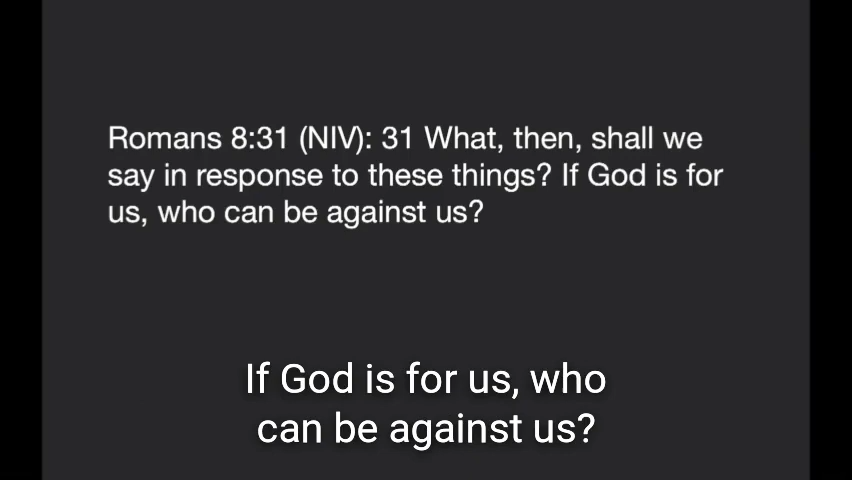 Romans 8:31 (NIV): 31 What, then, shall we
say in response to these things? If God is for
us, who can be against us?
If God is for us, who
can be against us?